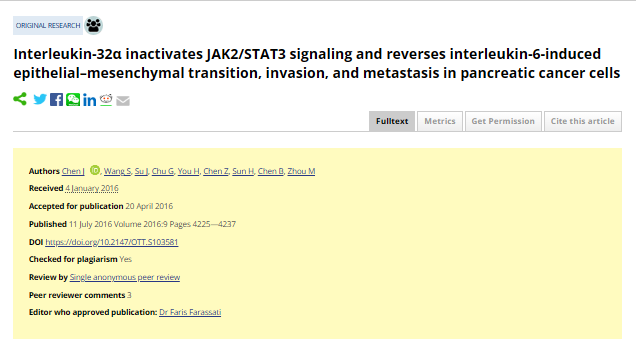 ORIGINAL RESEARCH
Interleukin-32α inactivates JAK2/STAT3 signaling and reverses interleukin-6-induced
epithelial–mesenchymal transition, invasion, and metastasis in pancreatic cancer cells
Fulltext Metrics Get Permission Cite this article
Authors Chen J iD, Wang S, Su J, Chu G, You H, Chen Z, Sun H, Chen B, Zhou M
Received 4 January 2016
Accepted for publication 20 April 2016
Published 11 July 2016 Volume 2016:9 Pages 4225—4237
DOI https://doi.org/10.2147/OTT.S103581
Checked for plagiarism Yes
Review by Single anonymous peer review
Peer reviewer comments 3
Editor who approved publication: Dr Faris Farassati